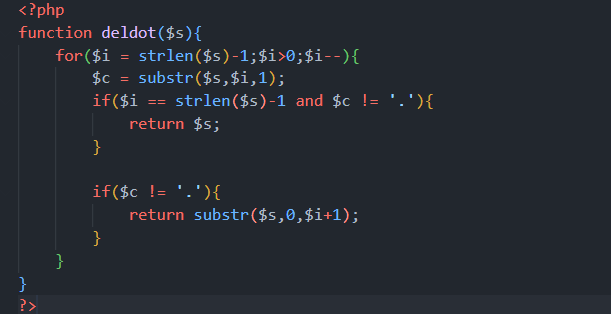 <?php
function deldot($s){
    for($i = strlen($s)-1;$i>0;$i--){
        $c = substr($s,$i,1);
        if($i == strlen($s)-1 and $c != '.'){
            return $s;
        }

        if($c != '.'){
            return substr($s,0,$i+1);
        }
    }
}
?>